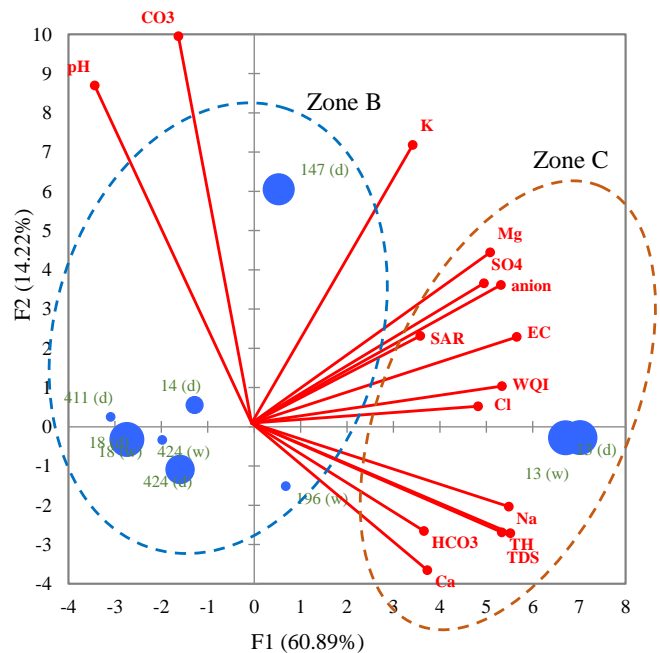 CO3
pH
Zone B
K
Zone C
147 (d)
Mg
SO4
anion
EC
SAR
WQI
Cl
411 (d)
14 (d)
18
18
424 (w)
424 (d)
196 (w)
13 (d)
13 (w)
Na
HCO3
TH
TDS
Ca
10
9
8
7
6
5
4
3
2
1
0
-1
-2
-3
-4
-4
-3
-2
-1
0
1
2
3
4
5
6
7
8
F2 (14.22%)
F1 (60.89%)